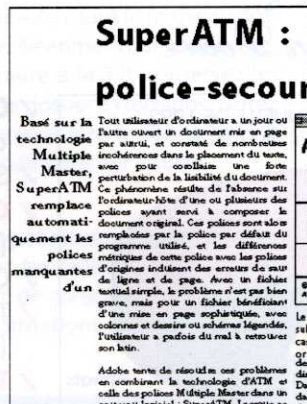 SuperATM :
police-secour
Basé sur la
technologie
Multiple
Master,
SuperATM
remplace
automati-
quement les
polices
manquantes
d'un
Tout utilisateur d'ordinateur a un jour ou
l'autre ouvert un document mis en page
par autrui, et constaté de nombreuses
incohérences dans le placement du texte,
avec pour corollaire une forte
perturbation de la lisibilité du document.
Ce phénomène résulte de l'absence sur
l'ordinateur-hôte d'une ou plusieurs des
polices ayant servi à composer le
document original. Ces polices sont alors
remplacées par la police par défaut du
programme utilisé, et les différences
métriques de cette police avec les polices
d'origines induisent des erreurs de saut
de ligne et de page. Avec un fichier
textuel simple, le problème n'est pas bien
grave, mais pour un fichier bénéficiant
d'une mise en page sophistiquée, avec
colonnes et dessins ou schémas légendés,
l'utilisateur a parfois du mal à retrouver
son latin.
Adobe tente de résoudre ces problèmes
en combinant la technologie d'ATM et
celle des polices Multiple Master dans un
Le
sul
cas
or
de